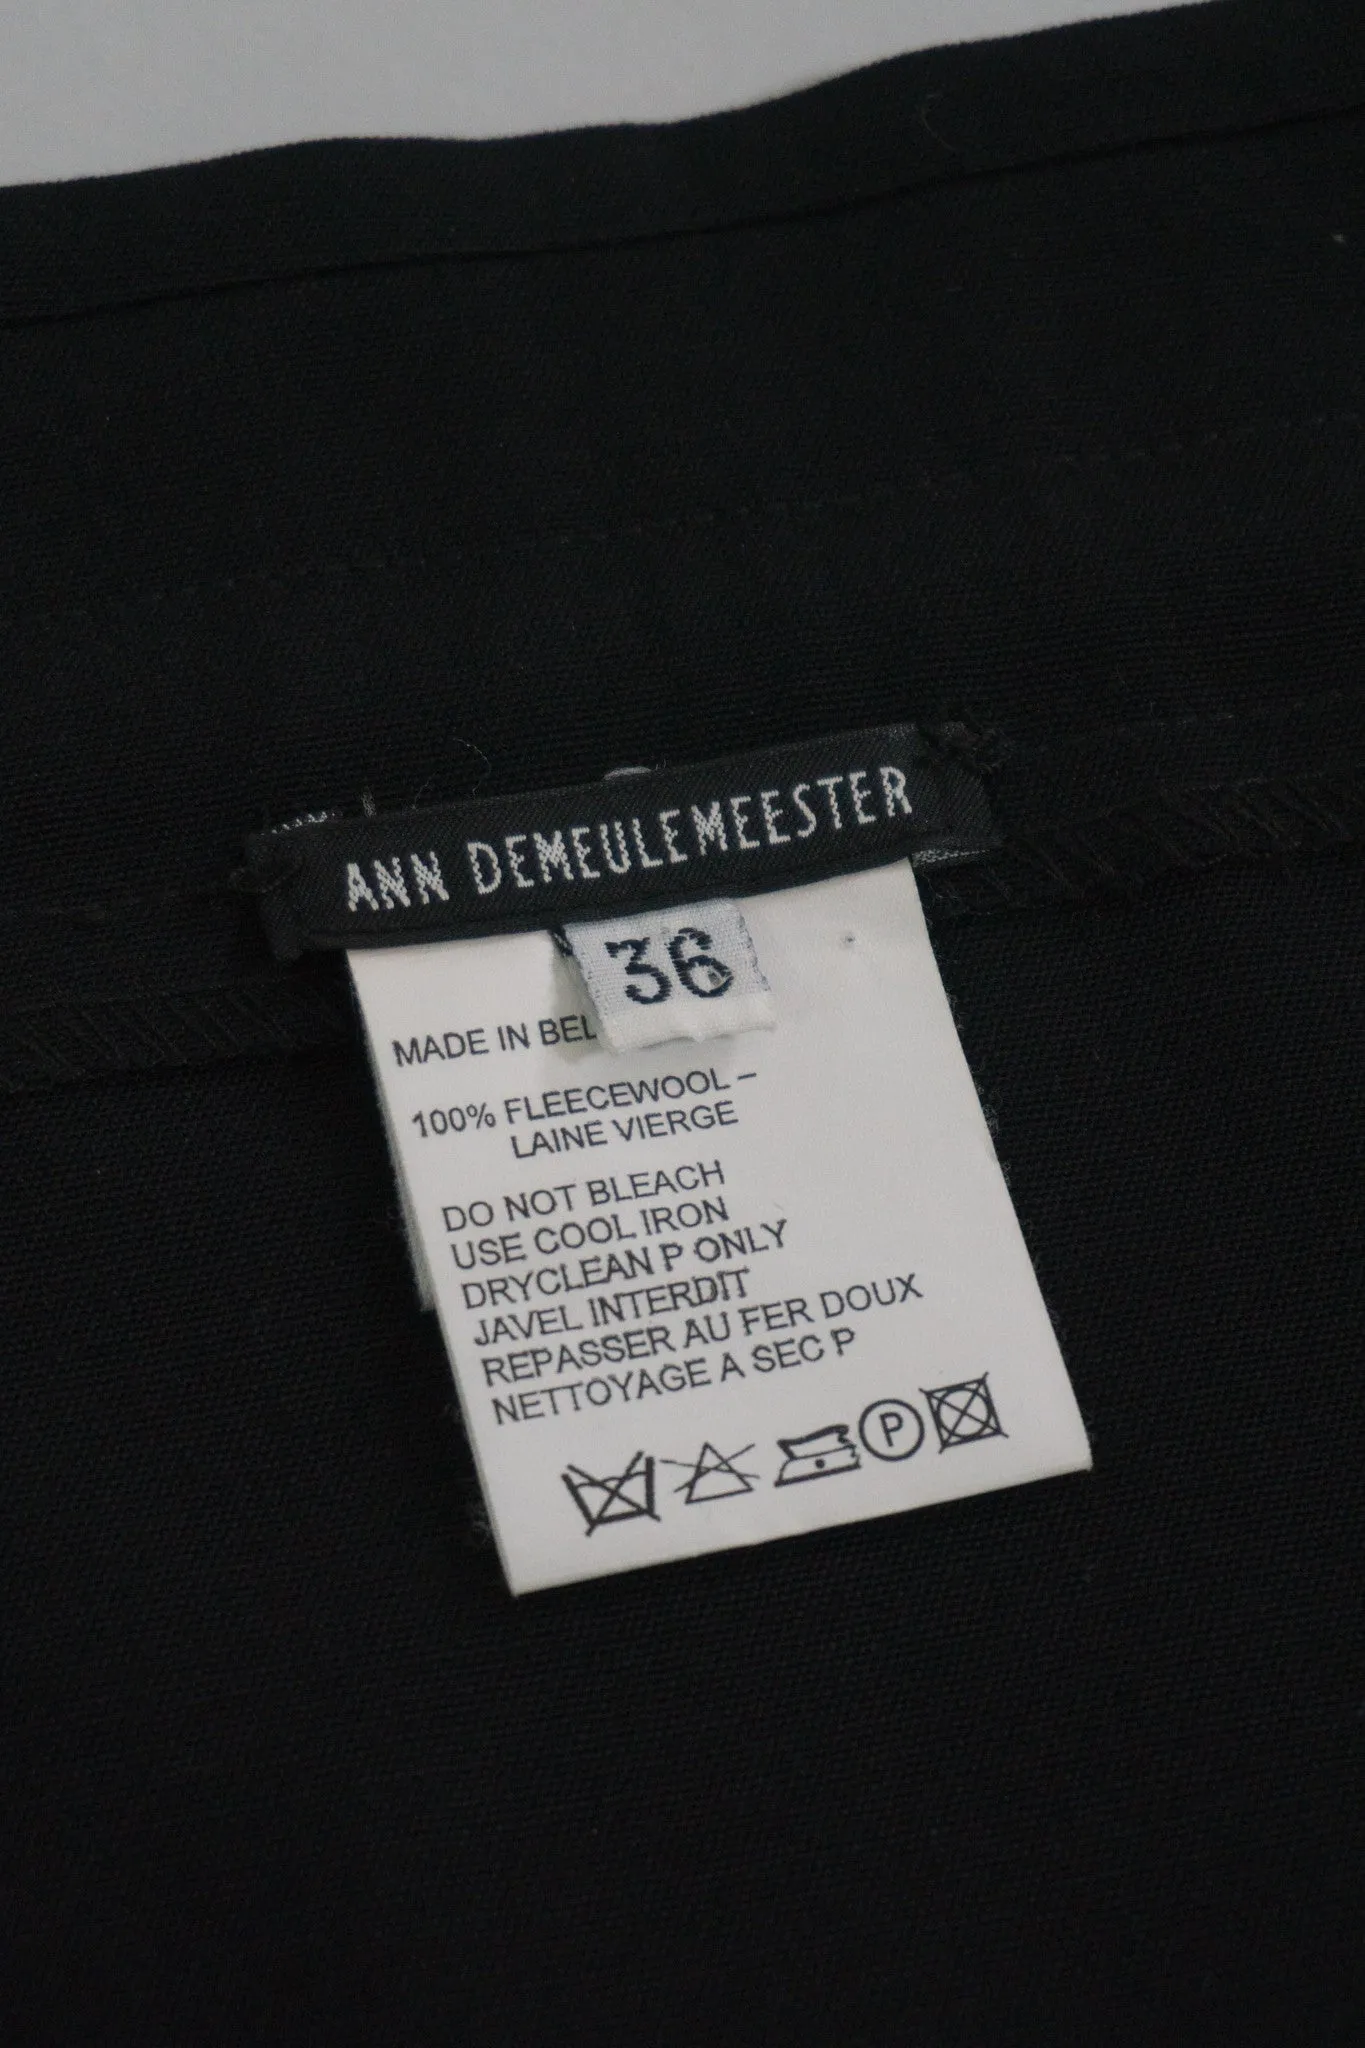 ANN DEMEULEMEESTER
36
MADE IN BEL
100% FLEECEWOOL –
LAINE VIERGE
DO NOT BLEACH
USE COOL IRON
DRYCLEAN P ONLY
JAVEL INTERDIT
REPASSER AU FER DOUX
NETTOYAGE A SEC P
P